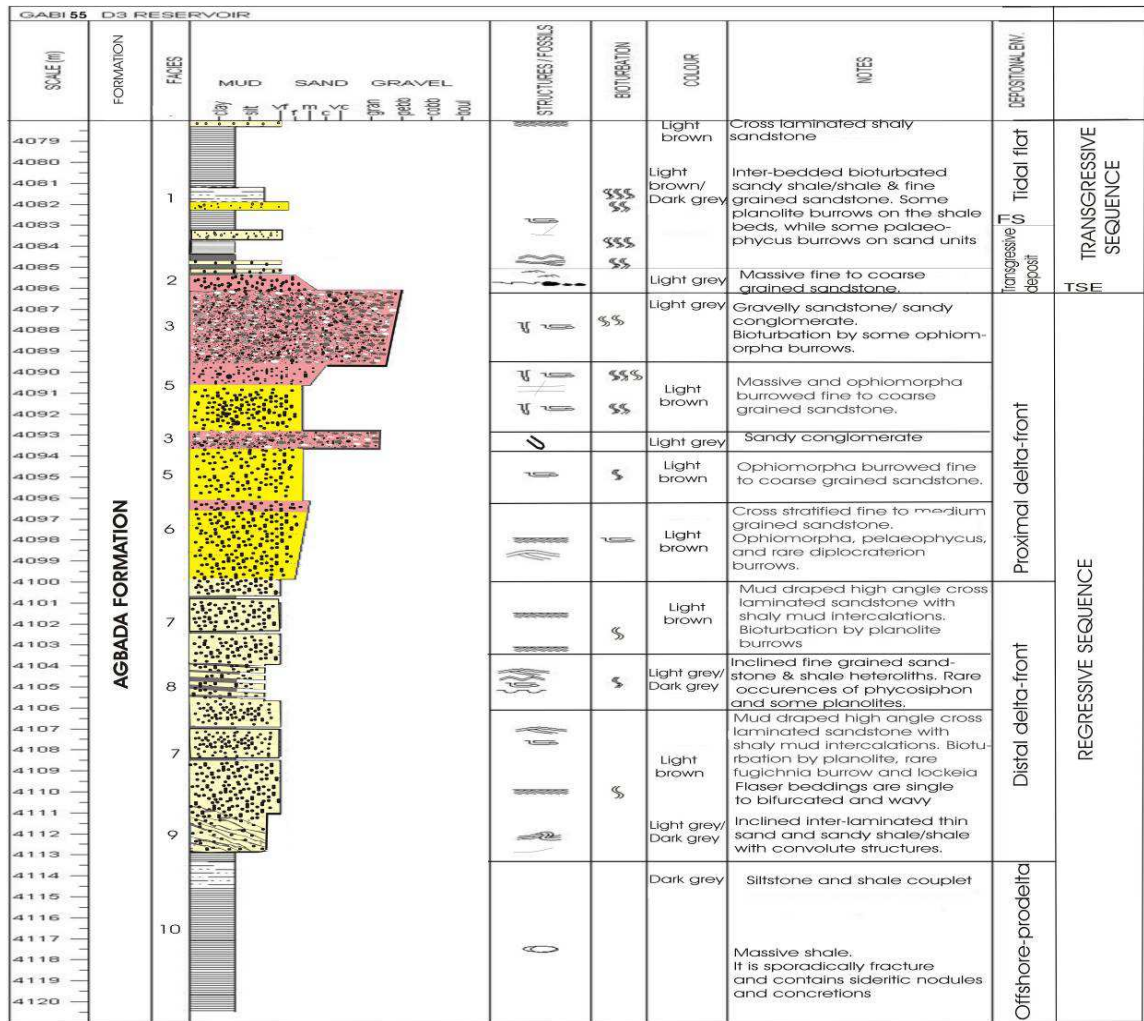 GABI 55 D3 RESERVOIR
SCALE (m)
FORMATION
FACIES
MUD SAND GRAVEL
clay
silt
vf
f
m
c
vc
gran
pebb
cobb
boul
STRUCTURES / FOSSILS
BIOTURBATION
COLOUR
NOTES
DEPOSITIONAL ENV.
4079
4080
4081
4082
4083
4084
4085
4086
4087
4088
4089
4090
4091
4092
4093
4094
4095
4096
4097
4098
4099
4100
4101
4102
4103
4104
4105
4106
4107
4108
4109
4110
4111
4112
4113
4114
4115
4116
4117
4118
4119
4120
AGBADA FORMATION
1
2
3
5
3
5
6
7
8
7
9
10
Light
brown
Cross laminated shaly
sandstone
Light
brown/
Dark grey
Inter-bedded bioturbated
sandy shale/shale & fine
grained sandstone. Some
planolite burrows on the shale
beds, while some palaeo-
phycus burrows on sand units
Light grey
Massive fine to coarse
grained sandstone.
Light grey
Gravelly sandstone/ sandy
conglomerate.
Bioturbation by some ophiom-
orpha burrows.
Light
brown
Massive and ophiomorpha
burrowed fine to coarse
grained sandstone.
Light grey
Sandy conglomerate
Light
brown
Ophiomorpha burrowed fine
to coarse grained sandstone.
Light
brown
Cross stratified fine to medium
grained sandstone.
Ophiomorpha, pelaeophycus,
and rare diplocraterion
burrows.
Light
brown
Mud draped high angle cross
laminated sandstone with
shaly mud intercalations.
Bioturbation by planolite
burrows
Light grey/
Dark grey
Inclined fine grained sand-
stone & shale heteroliths. Rare
occurences of phycosiphon
and some planolites.
Light
brown
Mud draped high angle cross
laminated sandstone with
shaly mud intercalations. Biotu-
rbation by planolite, rare
fugichnia burrow and lockeia
Flaser beddings are single
to bifurcated and wavy
Light grey/
Dark grey
Inclined inter-laminated thin
sand and sandy shale/shale
with convolute structures.
Dark grey
Siltstone and shale couplet
Massive shale.
It is sporadically fracture
and contains sideritic nodules
and concretions
Tidal flat
FS
Transgressive
deposit
TSE
Proximal delta-front
Distal delta-front
Offshore-prodelta
TRANSGRESSIVE
SEQUENCE
REGRESSIVE SEQUENCE